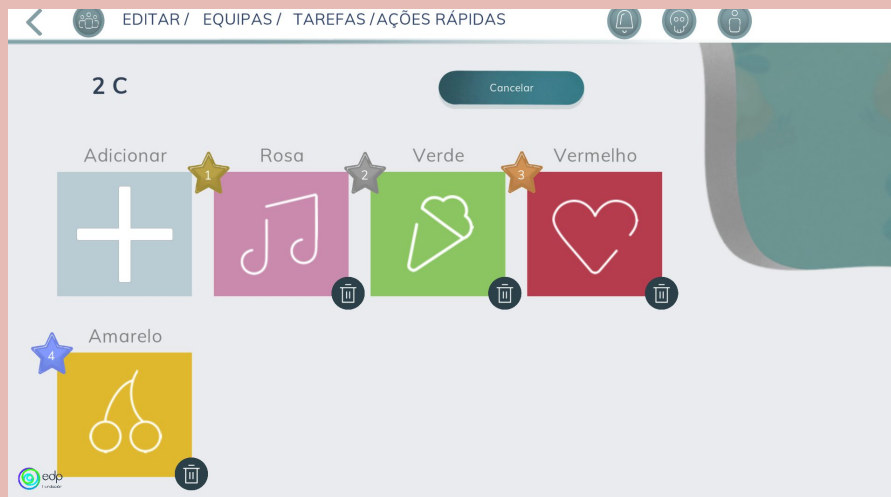 EDITAR / EQUIPAS / TAREFAS / AÇÕES RÁPIDAS
2 C
Cancelar
Adicionar
Rosa
Verde
Vermelho
1
2
3
Amarelo
4
edp